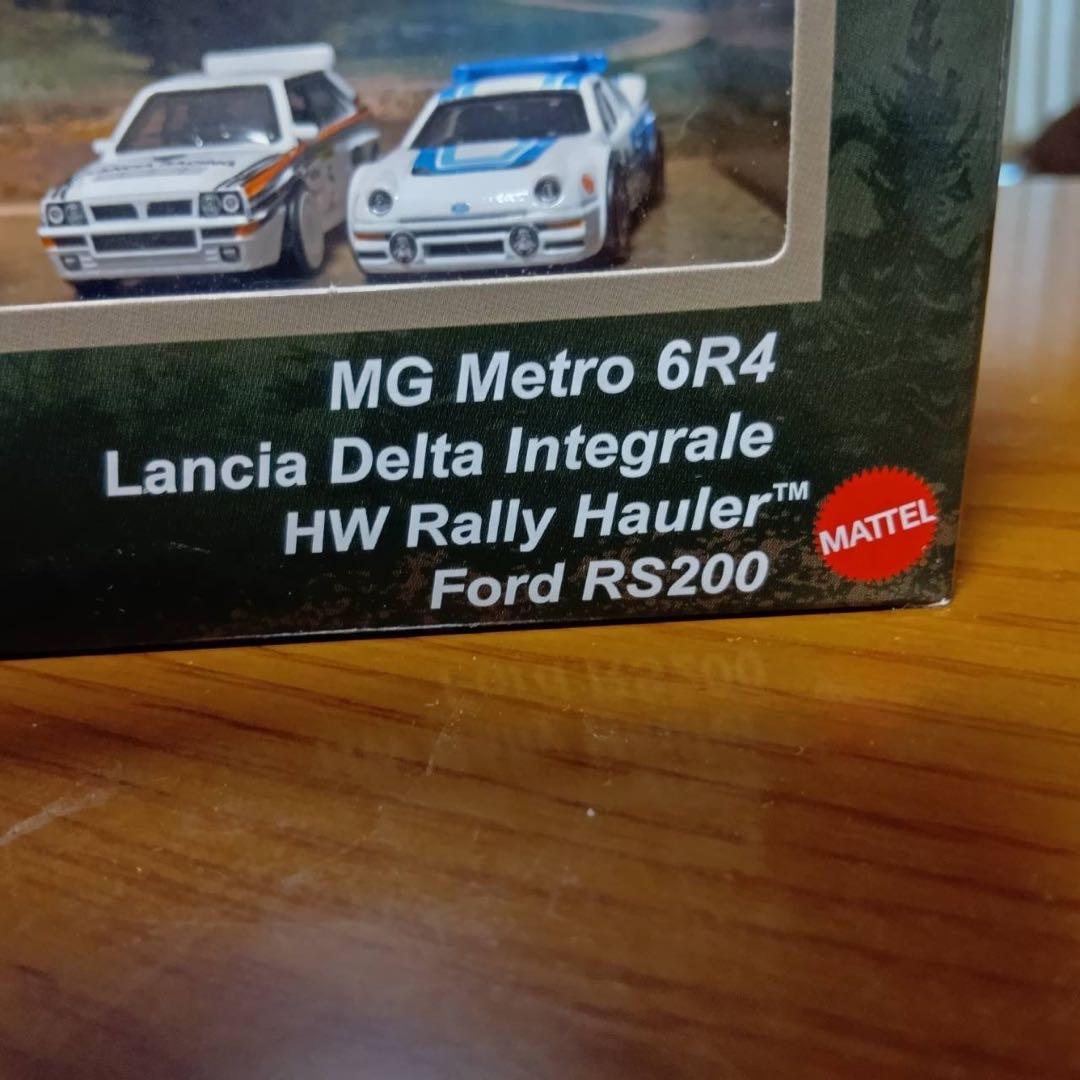 MG Metro 6R4
Lancia Delta Integrale
HW Rally Hauler™
Ford RS200
MATTEL